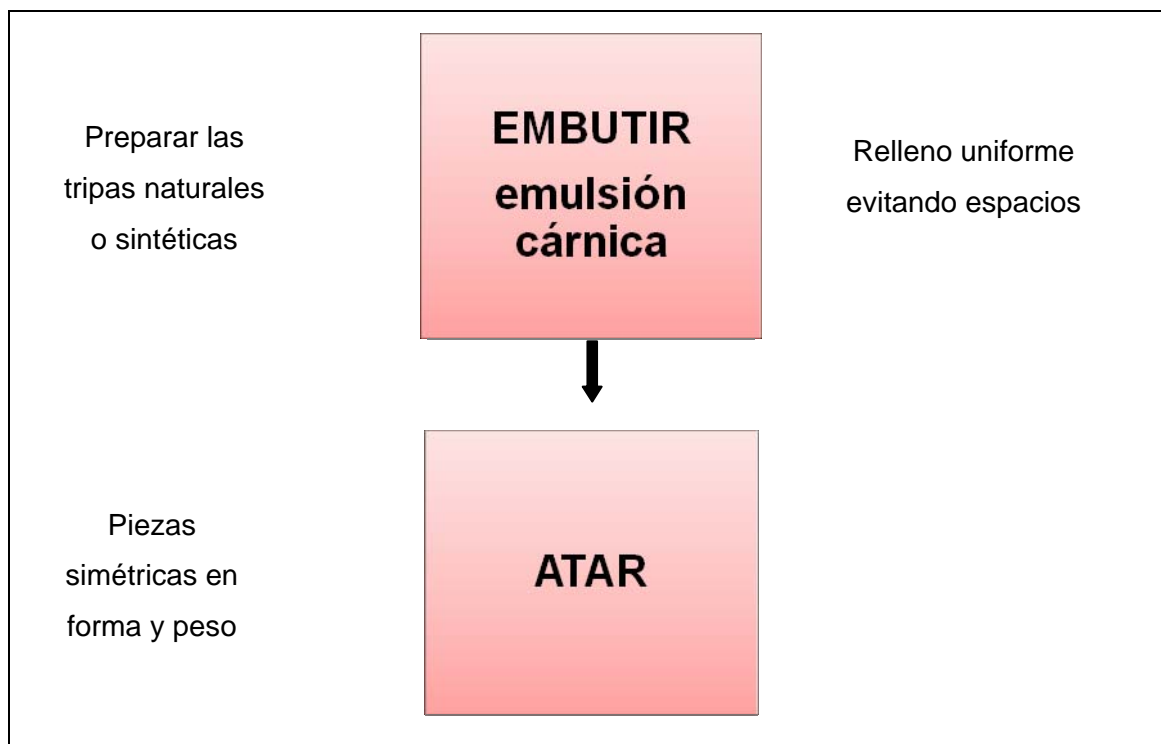 Preparar las
tripas naturales
o sintéticas
EMBUTIR
emulsión
cárnica
Relleno uniforme
evitando espacios
Piezas
simétricas en
forma y peso
ATAR